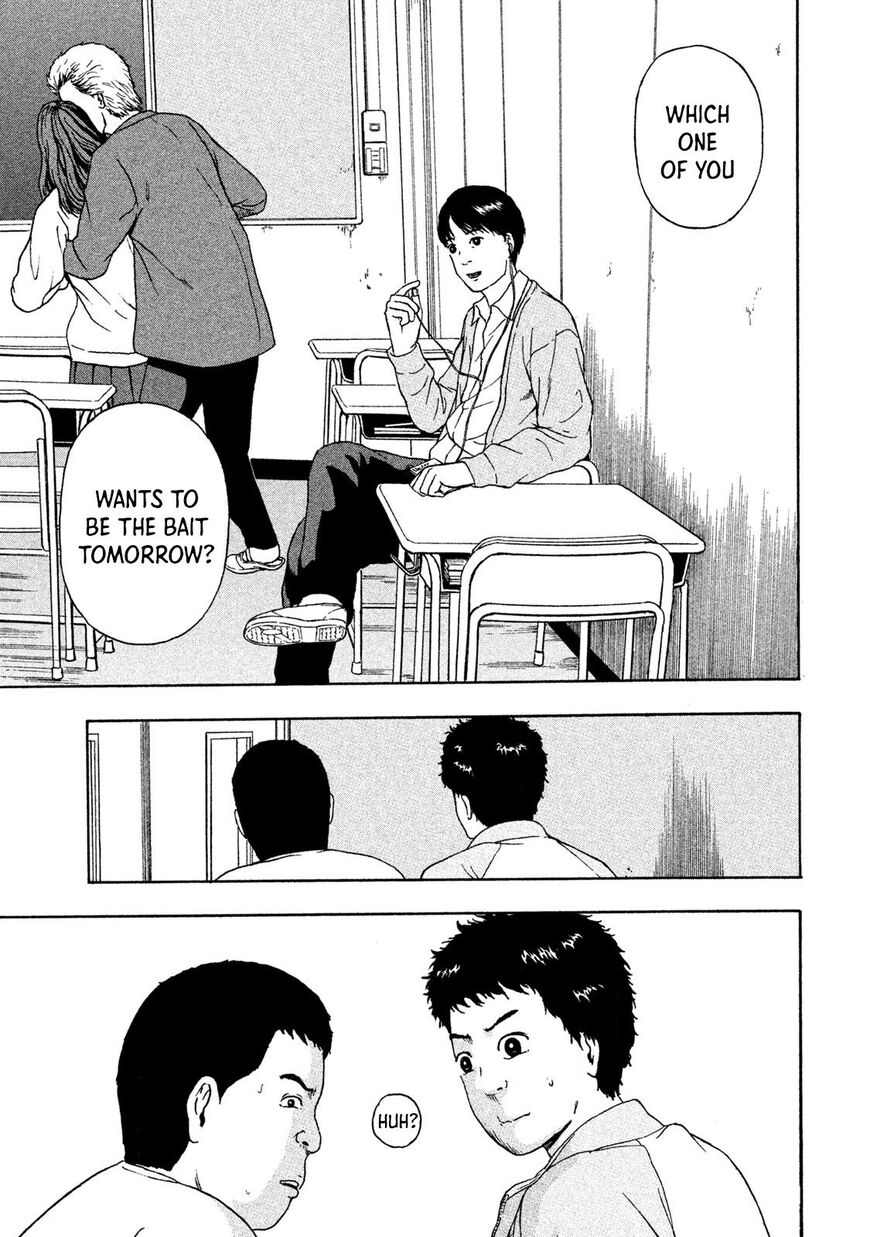 WHICH
ONE
OF YOU
WANTS TO
BE THE BAIT
TOMORROW?
HUH?